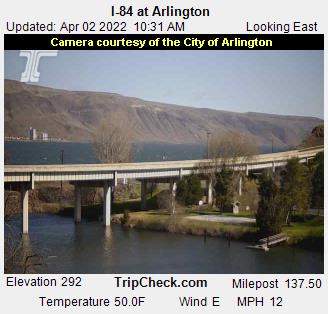 I-84 at Arlington
Updated: Apr 02 2022 10:31 AM Looking East
Camera courtesy of the City of Arlington
Elevation 292 TripCheck.com Milepost 137.50
Temperature 50.0F Wind E MPH 12